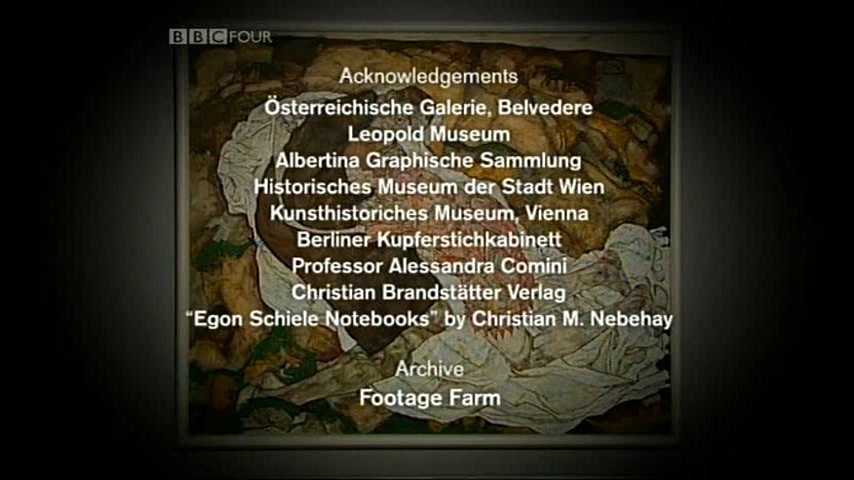 BBC FOUR
Acknowledgements
Österreichische Galerie, Belvedere
Leopold Museum
Albertina Graphische Sammlung
Historisches Museum der Stadt Wien
Kunsthistoriches Museum, Vienna
Berliner Kupferstichkabinett
Professor Alessandra Comini
Christian Brandstätter Verlag
“Egon Schiele Notebooks” by Christian M. Nebehay
Archive
Footage Farm